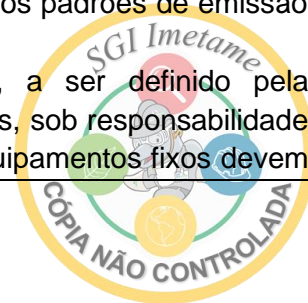 os padrões de emissão
SGI Imetame
, a ser definido pela
s, sob responsabilidade
uipamentos fixos devem
CÓPIA NÃO CONTROLADA